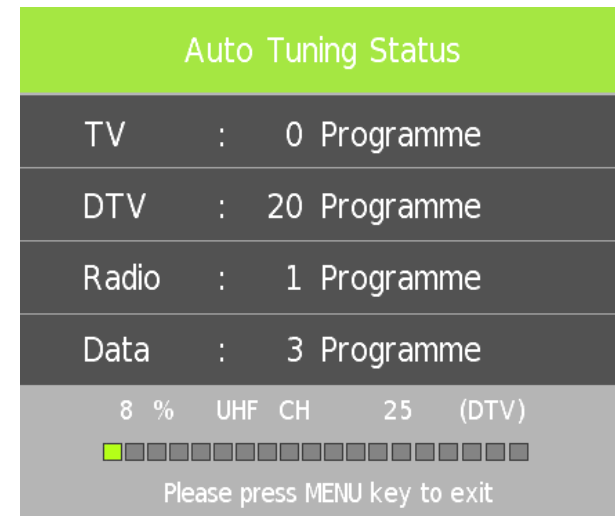 Auto Tuning Status
TV : 0 Programme
DTV : 20 Programme
Radio : 1 Programme
Data : 3 Programme
8 % UHF CH 25 (DTV)
Please press MENU key to exit